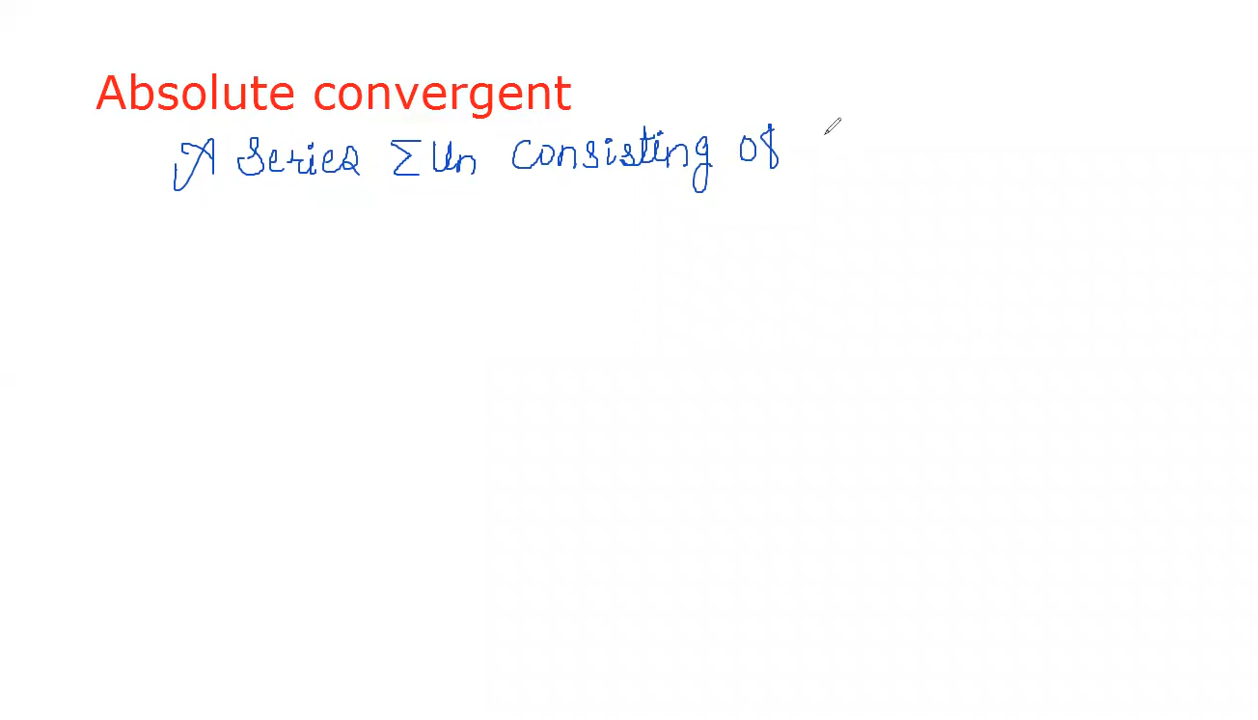 Absolute convergent
A Series ΣUn Consisting of